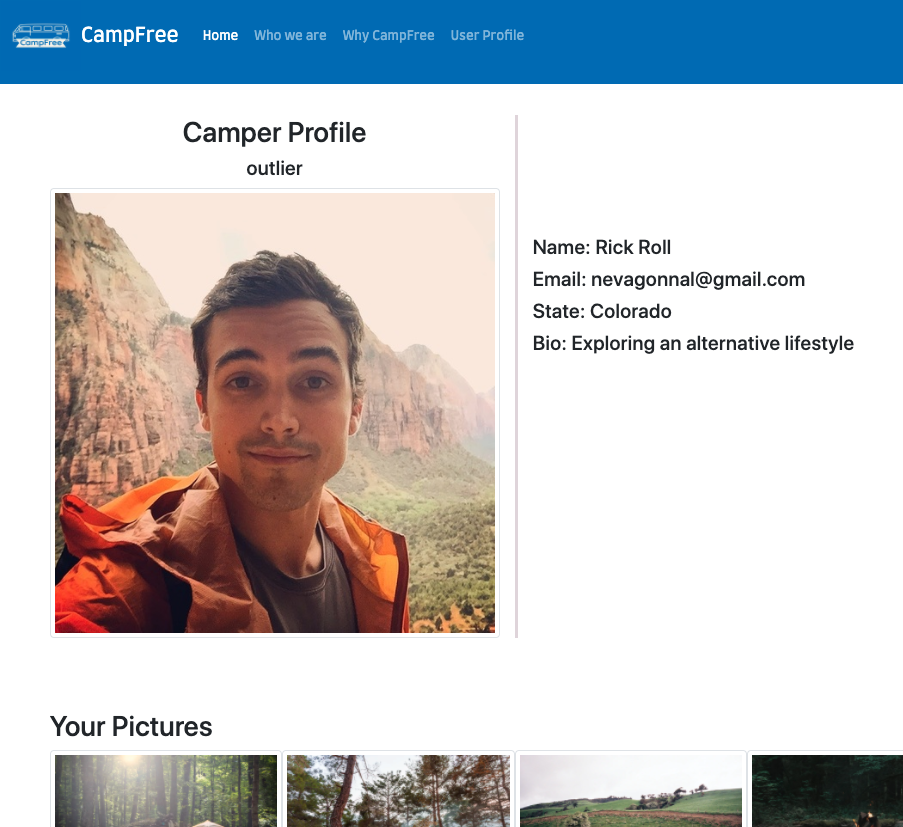 CampFree
CampFree
Home
Who we are
Why CampFree
User Profile
Camper Profile
outlier
Name: Rick Roll
Email: nevagonnal@gmail.com
State: Colorado
Bio: Exploring an alternative lifestyle
Your Pictures